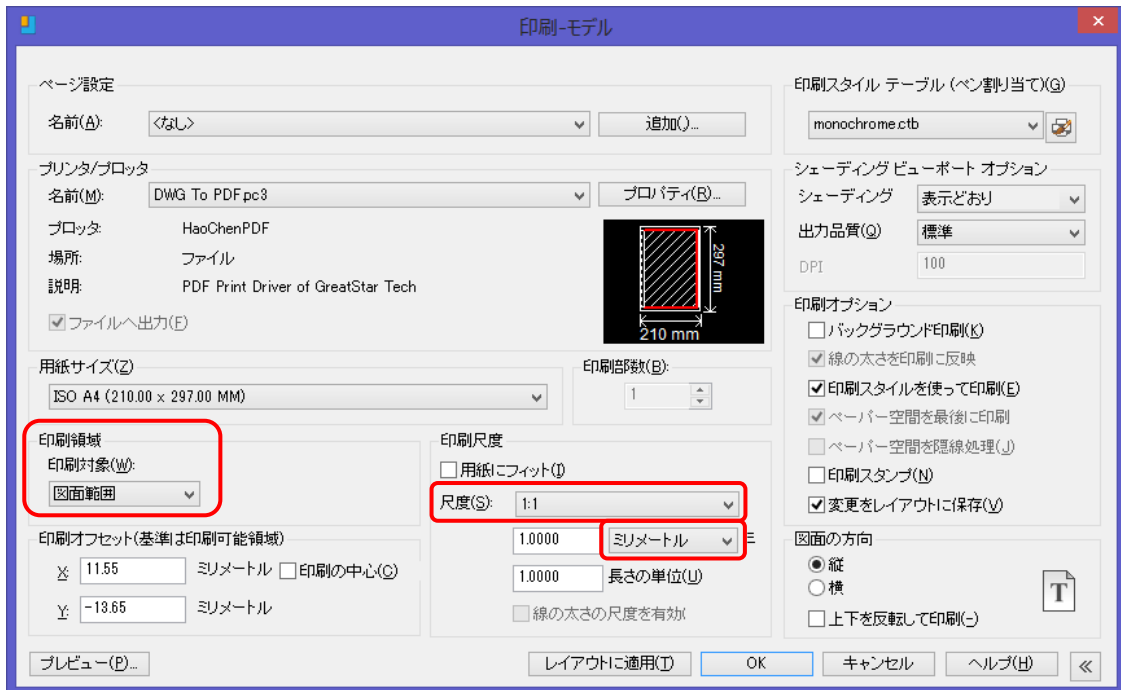 印刷-モデル
ページ設定
名前(A):
<なし>
追加()...
プリンタ/プロッタ
名前(M):
DWG To PDF.pc3
プロパティ(R)...
プロッタ:
HaoChenPDF
場所:
ファイル
説明:
PDF Print Driver of GreatStar Tech
ファイルへ出力(F)
297 mm
210 mm
用紙サイズ(Z)
ISO A4 (210.00 x 297.00 MM)
印刷部数(B):
1
印刷領域
印刷対象(W):
図面範囲
印刷尺度
用紙にフィット(I)
尺度(S):
1:1
1.0000
ミリメートル
1.0000
長さの単位(U)
線の太さの尺度を有効(
印刷オフセット(基準は印刷可能領域)
X:
11.55
ミリメートル
印刷の中心(C)
Y:
-13.65
ミリメートル
印刷スタイル テーブル (ペン割り当て)(G)
monochrome.ctb
シェーディング ビューポート オプション
シェーディング
表示どおり
出力品質(Q)
標準
DPI
100
印刷オプション
バックグラウンド印刷(K)
線の太さを印刷に反映
印刷スタイルを使って印刷(E)
ペーパー空間を最後に印刷
ペーパー空間を隠線処理(J)
印刷スタンプ(N)
変更をレイアウトに保存(V)
図面の方向
縦
横
T
上下を反転して印刷(-)
プレビュー(P)...
レイアウトに適用(T)
OK
キャンセル
ヘルプ(H)